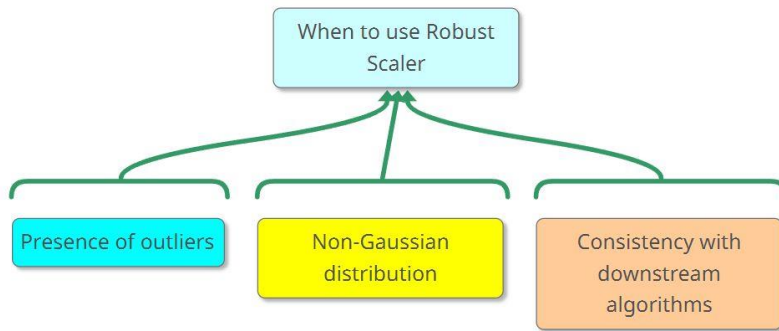 When to use Robust
Scaler
Presence of outliers
Non-Gaussian
distribution
Consistency with
downstream
algorithms